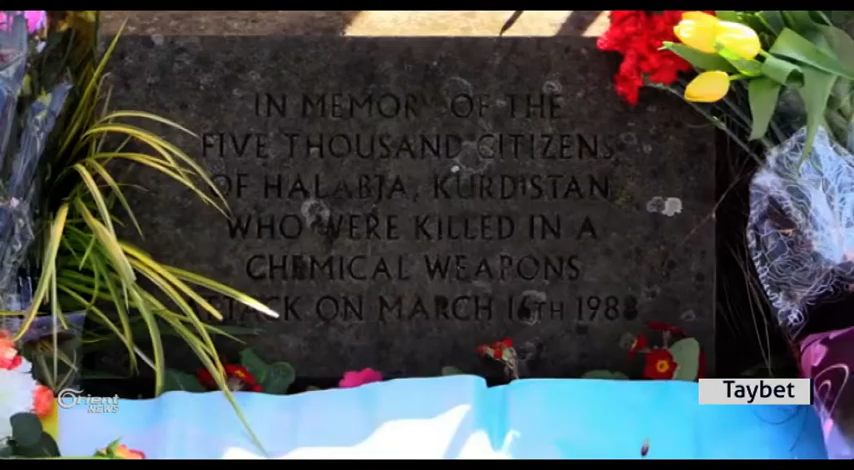 IN MEMORY OF THE
FIVE THOUSAND CITIZENS
OF HALABJA, KURDISTAN
WHO WERE KILLED IN A
CHEMICAL WEAPONS
ATTACK ON MARCH 16TH 1988
Taybet
Orient
NEWS